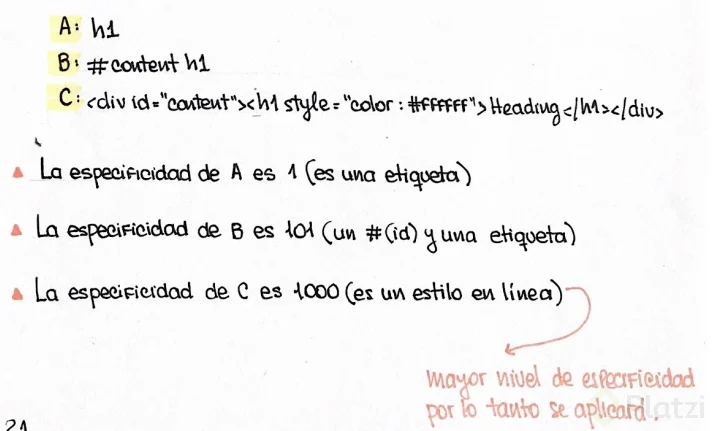 A: h1
B: #content h1
C: <div id="content"><h1 style="color: #ffffff">Heading</h1></div>
La especificidad de A es 1 (es una etiqueta)
La especificidad de B es 101 (un #(id) y una etiqueta)
La especificidad de C es 1000 (es un estilo en línea)
mayor nivel de especificidad
por lo tanto se aplicará.
Platzi
21